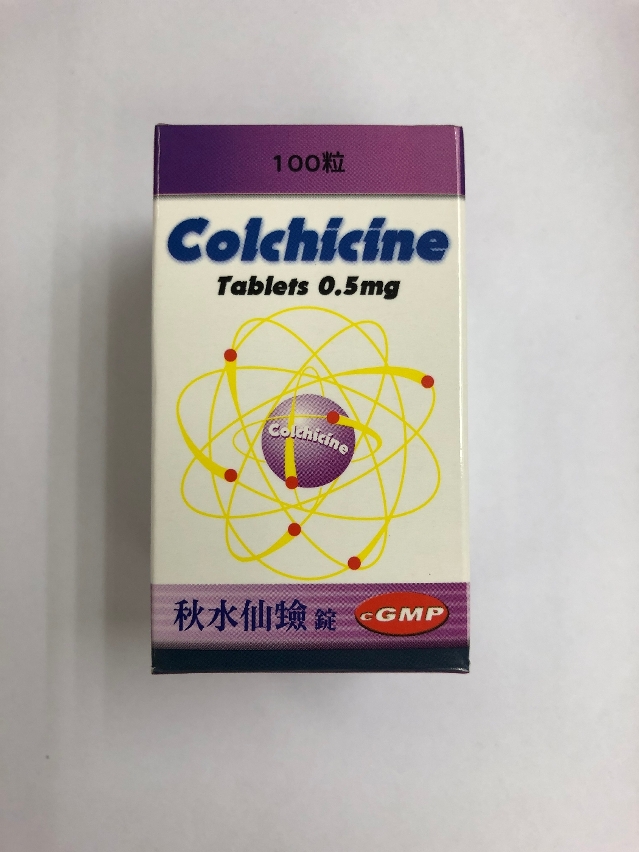 100粒
Colchicine
Tablets 0.5mg
Colchicine
秋水仙鹼 錠
cGMP